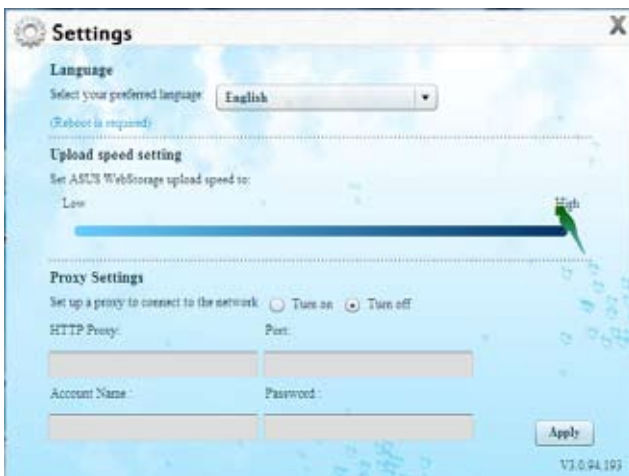 Settings
X
Language
Select your preferred language:
English
(Reboot is required)
Upload speed setting
Set ASUS WebStorage upload speed to:
Low
High
Proxy Settings
Set up a proxy to connect to the network
Turn on
Turn off
HTTP Proxy:
Port:
Account Name :
Password :
Apply
V3.0.94.193